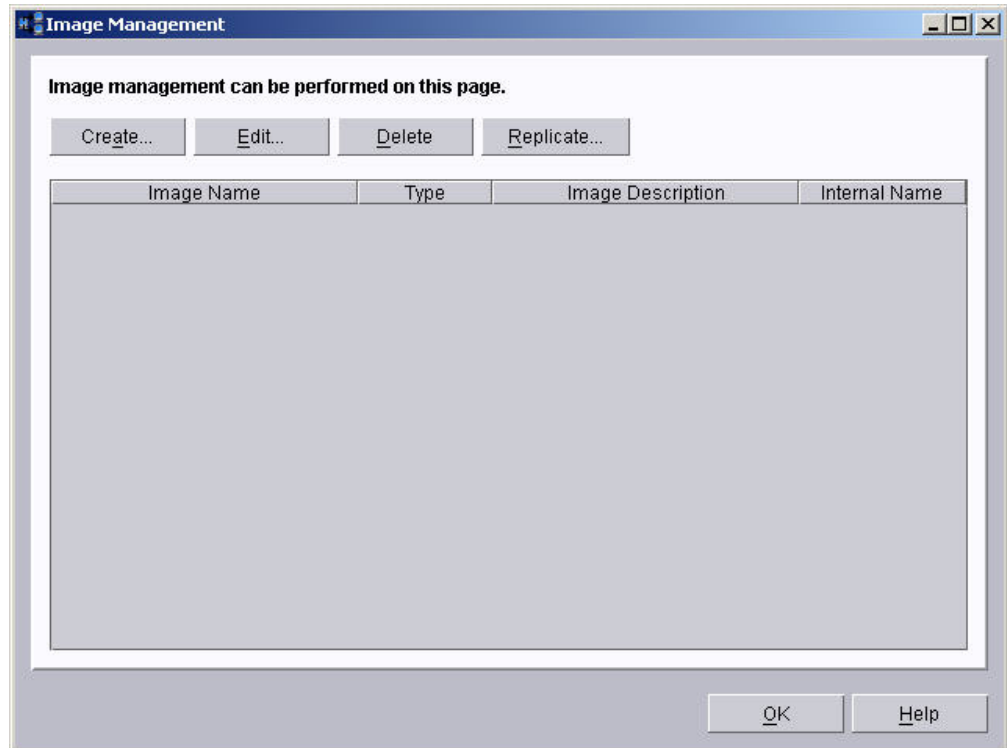 Image Management
Image management can be performed on this page.
Create... Edit... Delete Replicate...
Image Name Type Image Description Internal Name
OK Help